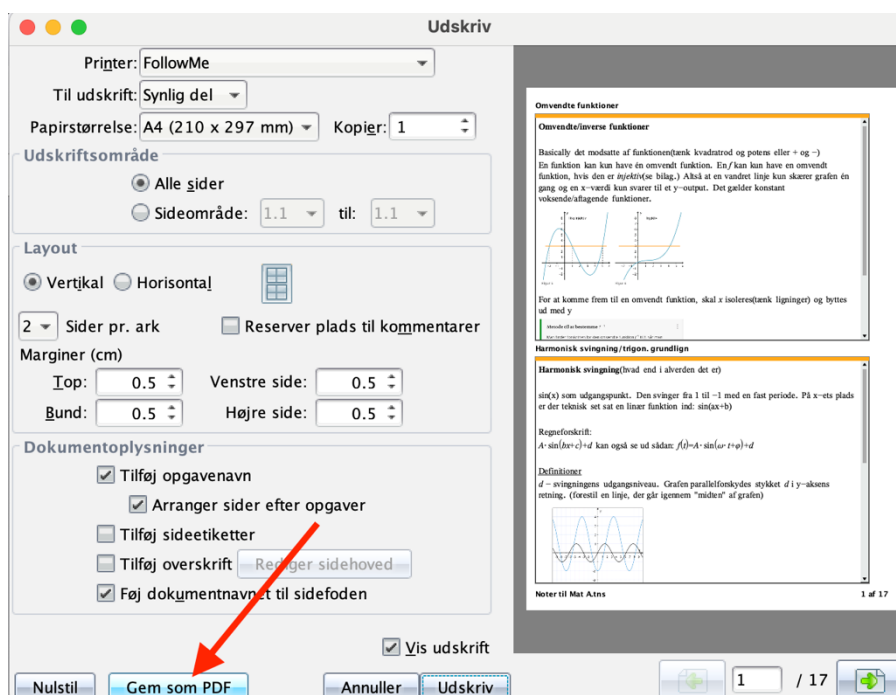 Udskriv
Printer: FollowMe
Til udskrift: Synlig del
Papirstørrelse: A4 (210 x 297 mm) Kopier: 1
Udskriftsområde
Alle sider
Sideområde: 1.1 til: 1.1
Layout
Vertikal Horisontal
2 Sider pr. ark Reserver plads til kommentarer
Marginer (cm)
Top: 0.5 Venstre side: 0.5
Bund: 0.5 Højre side: 0.5
Dokumentoplysninger
Tilføj opgavenavn
Arranger sider efter opgaver
Tilføj sideetiketter
Tilføj overskrift Rediger sidehoved
Føj dokumentnavnet til sidefoden
Vis udskrift
Nulstil Gem som PDF Annuller Udskriv
Omvendte funktioner
Omvendte/inverse funktioner
Basically det modsatte af funktionen(tænk kvadratrod og potens eller + og −)
En funktion kan kun have én omvendt funktion. En f kan kun have en omvendt
funktion, hvis den er injektiv(se bilag.) Altså at en vandret linje kun skærer grafen én
gang og en x−værdi kun svarer til et y−output. Det gælder konstant
voksende/aftagende funktioner.
For at komme frem til en omvendt funktion, skal x isoleres(tænk ligninger) og byttes
ud med y
Harmonisk svingning/trigon. grundlign
Harmonisk svingning(hvad end i alverden det er)
sin(x) som udgangspunkt. Den svinger fra 1 til −1 med en fast periode. På x−ets plads
er der teknisk set sat en linær funktion ind: sin(ax+b)
Regneforskrift:
A· sin(bx+c)+d kan også se ud sådan: f(t)=A· sin(ω· t+φ)+d
Definitioner
d − svingningens udgangsniveau. Grafen parallelforskydes stykket d i y−aksens
retning. (forestil en linje, der går igennem "midten" af grafen)
Noter til Mat A.tns 1 af 17
1 / 17